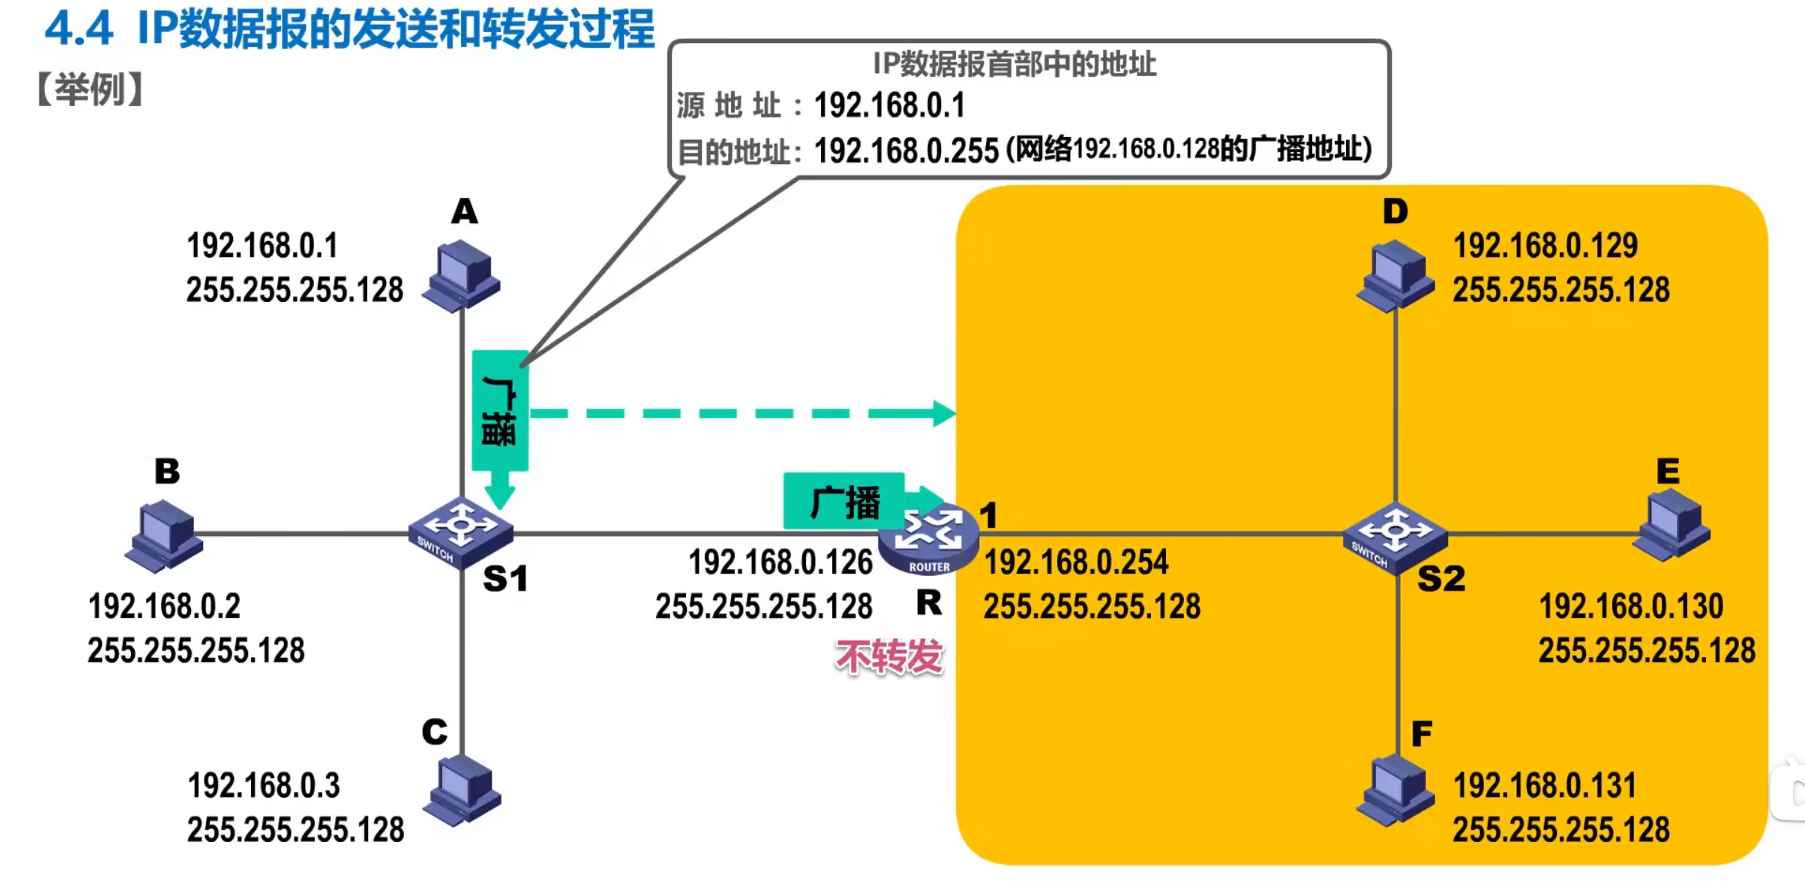 4.4 IP数据报的发送和转发过程
【举例】
IP数据报首部中的地址
源地址：192.168.0.1
目的地址：192.168.0.255 (网络192.168.0.128的广播地址)
A
192.168.0.1
255.255.255.128
D
192.168.0.129
255.255.255.128
广播
B
192.168.0.2
255.255.255.128
SWITCH
S1
广播
192.168.0.126
255.255.255.128
ROUTER
R
不转发
1
192.168.0.254
255.255.255.128
SWITCH
S2
E
192.168.0.130
255.255.255.128
C
192.168.0.3
255.255.255.128
F
192.168.0.131
255.255.255.128